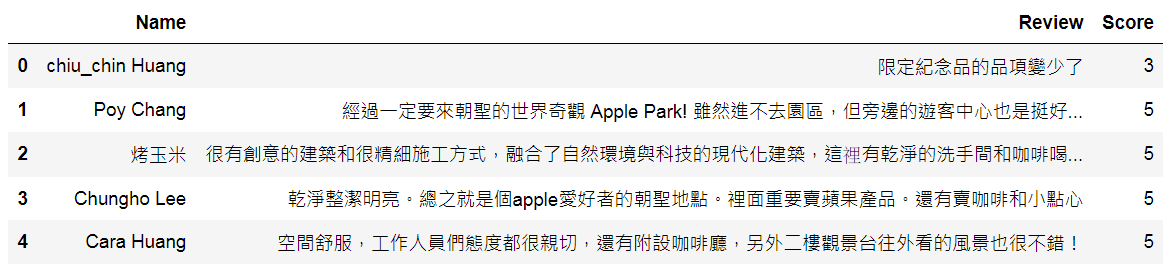 Name Review Score
0 chiu_chin Huang 限定紀念品的品項變少了 3
1 Poy Chang 經過一定要來朝聖的世界奇觀 Apple Park! 雖然進不去園區，但旁邊的遊客中心也是挺好... 5
2 烤玉米 很有創意的建築和很精細施工方式，融合了自然環境與科技的現代化建築，這裡有乾淨的洗手間和咖啡喝... 5
3 Chungho Lee 乾淨整潔明亮。總之就是個apple愛好者的朝聖地點。裡面重要賣蘋果產品。還有賣咖啡和小點心 5
4 Cara Huang 空間舒服，工作人員們態度都很親切，還有附設咖啡廳，另外二樓觀景台往外看的風景也很不錯！ 5